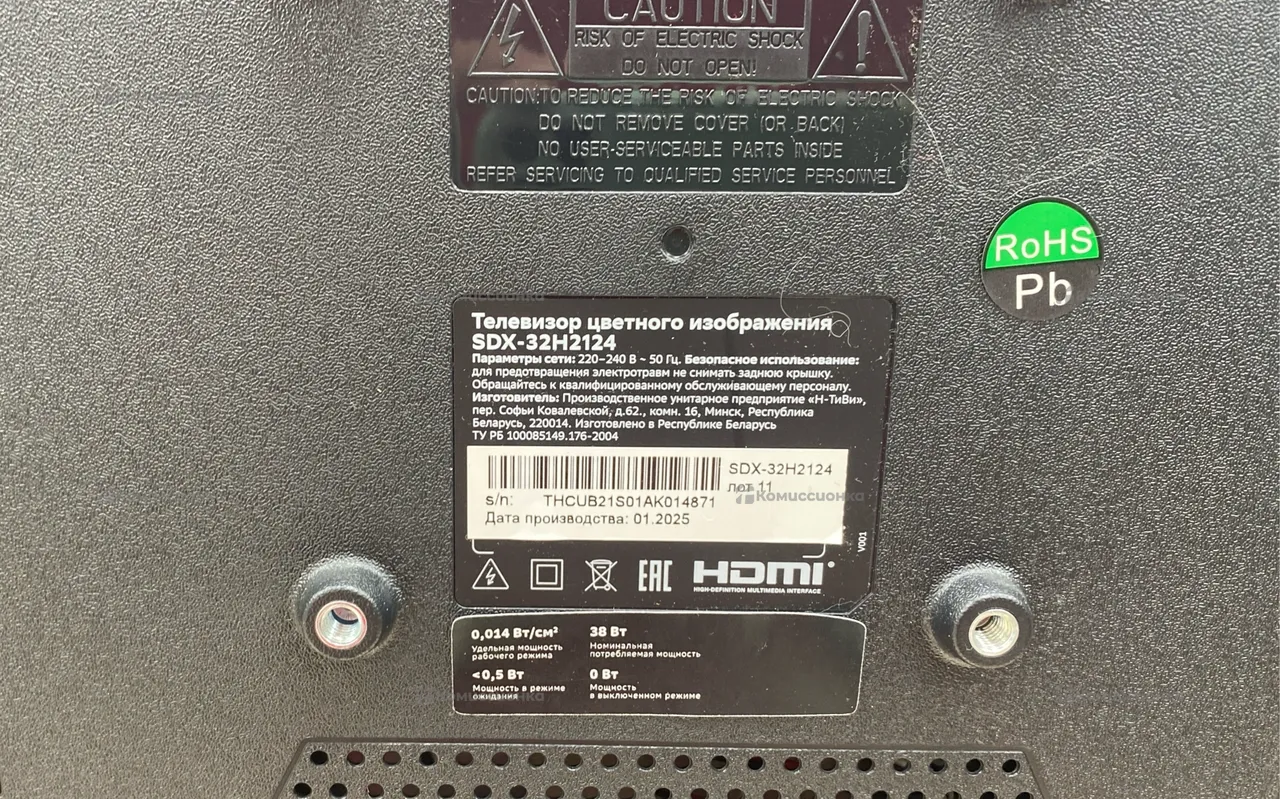 CAUTION
RISK OF ELECTRIC SHOCK
DO NOT OPEN!
CAUTION:TO REDUCE THE RISK OF ELECTRIC SHOCK
DO NOT REMOVE COVER (OR BACK)
NO USER-SERVICEABLE PARTS INSIDE
REFER SERVICING TO QUALIFIED SERVICE PERSONNEL
RoHS
Pb
Телевизор цветного изображения
SDX-32H2124
Параметры сети: 220–240 В ~ 50 Гц. Безопасное использование:
для предотвращения электротравм не снимать заднюю крышку.
Обращайтесь к квалифицированному обслуживающему персоналу.
Изготовитель: Производственное унитарное предприятие «Н-ТиВи»,
пер. Софьи Ковалевской, д.62., комн. 16, Минск, Республика
Беларусь, 220014. Изготовлено в Республике Беларусь
ТУ РБ 100085149.176-2004
SDX-32H2124
лот 11
Комиссионка
s/n: THCUB21S01AK014871
Дата производства: 01.2025
V001
EAC
HDMI
HIGH-DEFINITION MULTIMEDIA INTERFACE
0,014 Вт/см²
Удельная мощность
рабочего режима
38 Вт
Номинальная
потребляемая мощность
<0,5 Вт
Мощность в режиме
ожидания
0 Вт
Мощность
в выключенном режиме